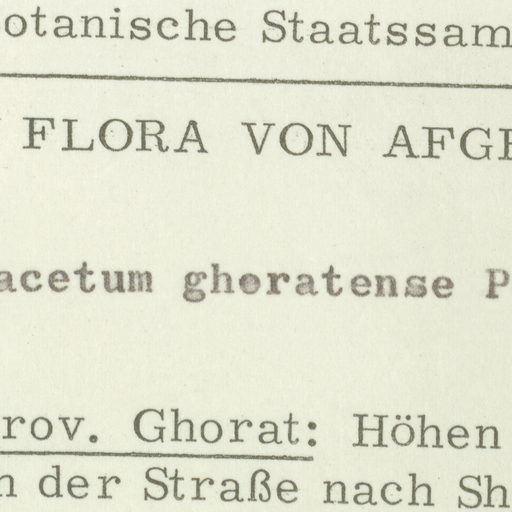 otanische Staatssam
FLORA VON AFG
acetum ghoratense P
rov. Ghorat: Höhen
n der Straße nach Sh